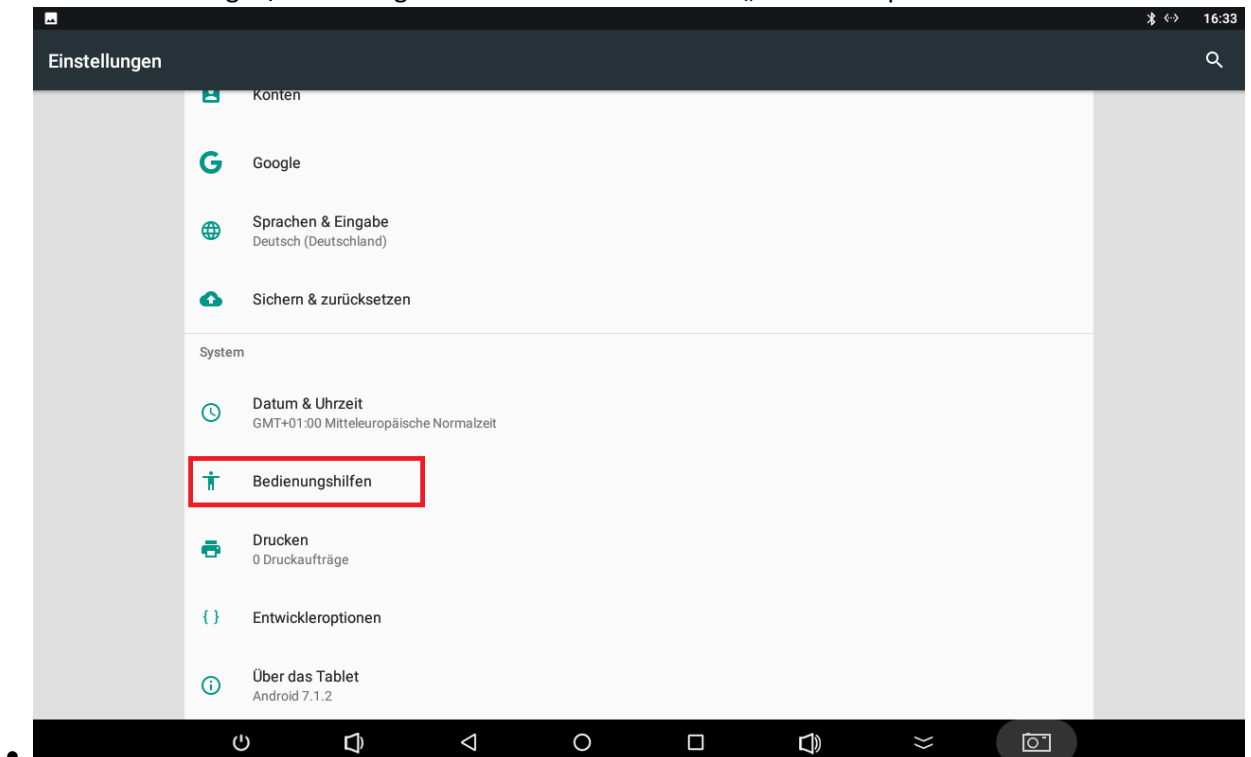 16:33
Einstellungen
Konten
Google
Sprachen & Eingabe
Deutsch (Deutschland)
Sichern & zurücksetzen
System
Datum & Uhrzeit
GMT+01:00 Mitteleuropäische Normalzeit
Bedienungshilfen
Drucken
0 Druckaufträge
{ } Entwickleroptionen
Über das Tablet
Android 7.1.2